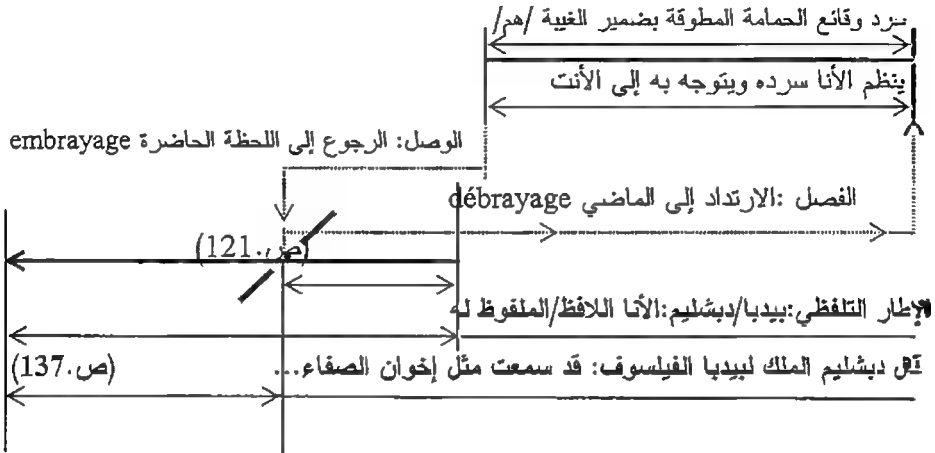 سرد وقائع الحمامة المطوقة بضمير الغيبة /هم/
ينظم الأنا سرده ويتوجه به إلى الأنت
الوصل: الرجوع إلى اللحظة الحاضرة embrayage
الفصل :الارتداد إلى الماضي débrayage
(ص.121)
الإطار التلفظي:بيدبا/دبشليم:الأنا اللافظ/الملفوظ له
قال دبشليم الملك لبيدبا الفيلسوف: قد سمعت مثل إخوان الصفاء... (ص.137)